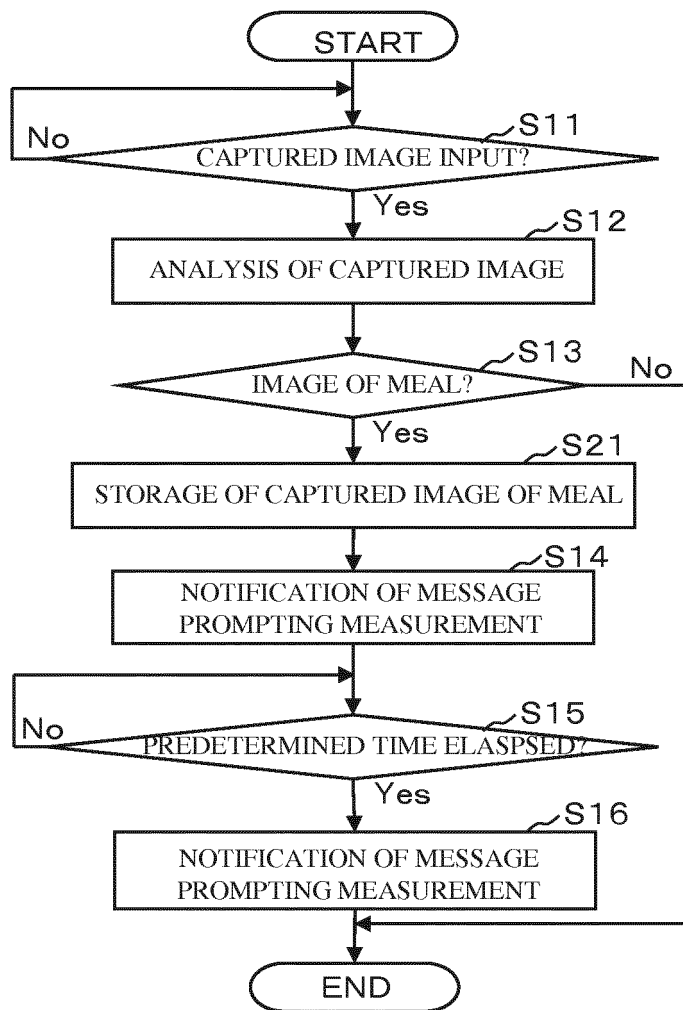 START
S11
No
CAPTURED IMAGE INPUT?
Yes
S12
ANALYSIS OF CAPTURED IMAGE
S13
IMAGE OF MEAL?
No
Yes
S21
STORAGE OF CAPTURED IMAGE OF MEAL
S14
NOTIFICATION OF MESSAGE
PROMPTING MEASUREMENT
S15
No
PREDETERMINED TIME ELASPSED?
Yes
S16
NOTIFICATION OF MESSAGE
PROMPTING MEASUREMENT
END